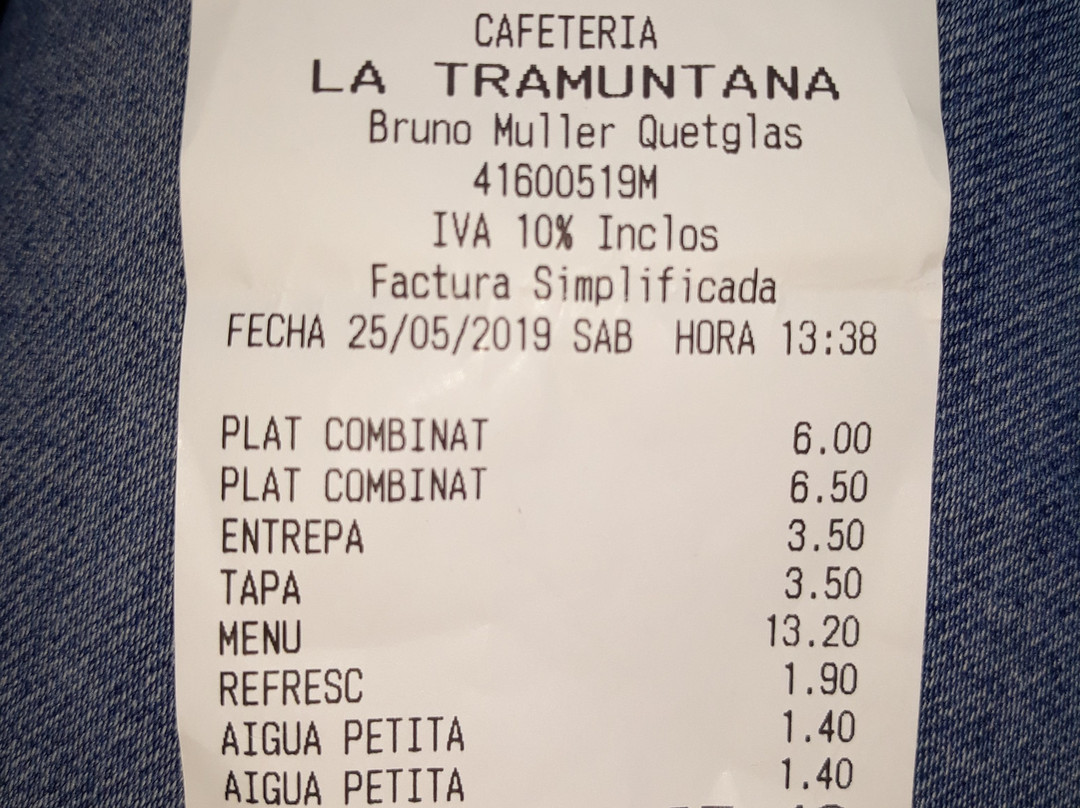 CAFETERIA
LA TRAMUNTANA
Bruno Muller Quetglas
41600519M
IVA 10% Inclos
Factura Simplificada
FECHA 25/05/2019 SAB HORA 13:38
PLAT COMBINAT 6.00
PLAT COMBINAT 6.50
ENTREPA 3.50
TAPA 3.50
MENU 13.20
REFRESC 1.90
AIGUA PETITA 1.40
AIGUA PETITA 1.40